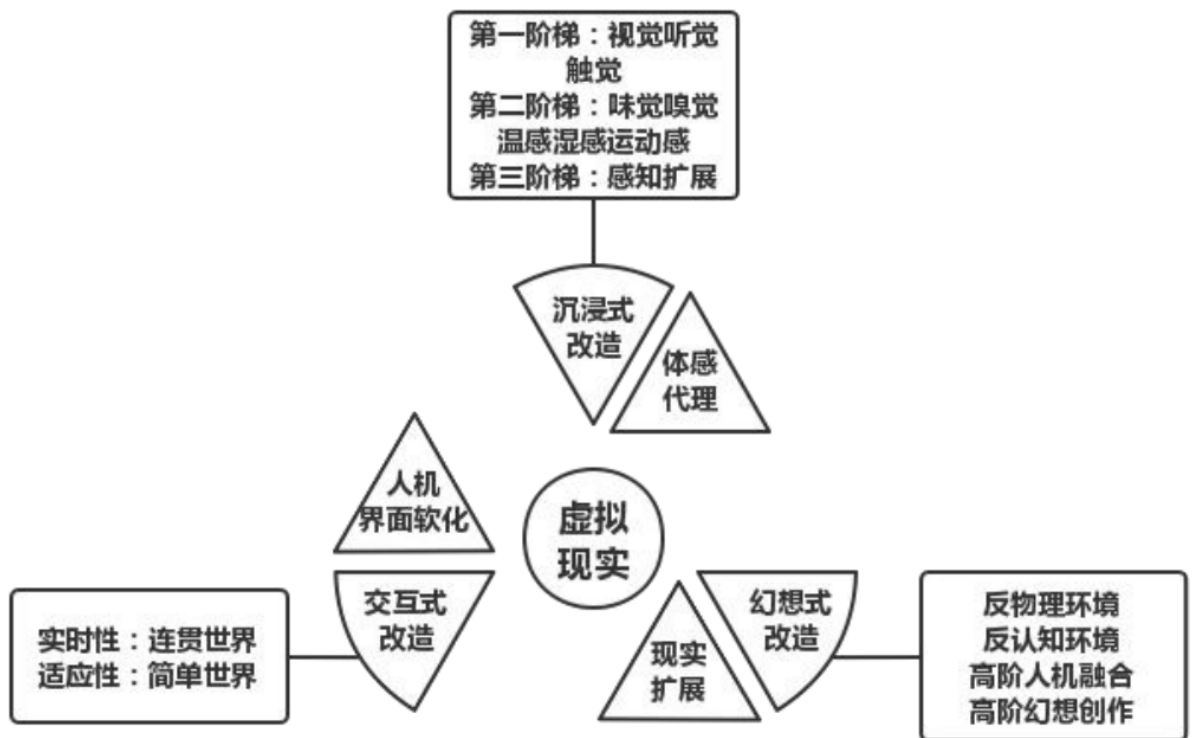 第一阶梯：视觉听觉
触觉
第二阶梯：味觉嗅觉
温感湿感运动感
第三阶梯：感知扩展
沉浸式
改造
体感
代理
人机
界面软化
虚拟
现实
交互式
改造
幻想式
改造
现实
扩展
实时性：连贯世界
适应性：简单世界
反物理环境
反认知环境
高阶人机融合
高阶幻想创作